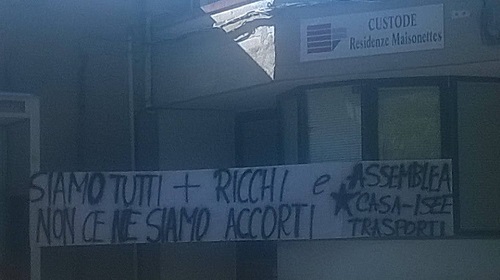 CUSTODE
Residenze Maisonettes
SIAMO TUTTI + RICCHI e
NON CE NE SIAMO ACCORTI
ASSEMBLEA
CASA-ISEE
TRASPORTI